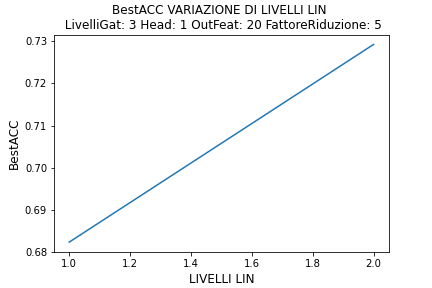 BestACC VARIAZIONE DI LIVELLI LIN
LivelliGat: 3 Head: 1 OutFeat: 20 FattoreRiduzione: 5
0.73
0.72
0.71
0.70
0.69
0.68
BestACC
1.0 1.2 1.4 1.6 1.8 2.0
LIVELLI LIN